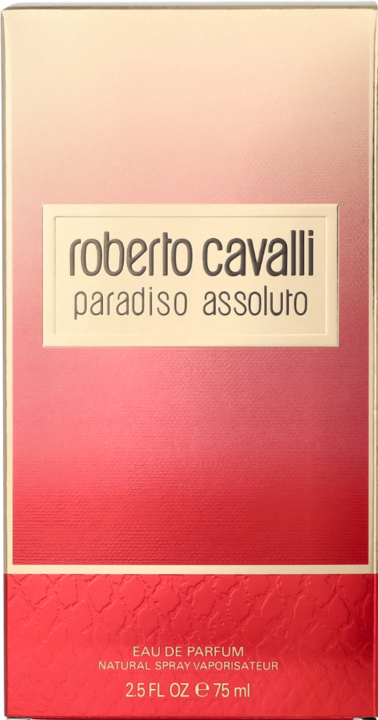 roberto cavalli
paradiso assoluto
EAU DE PARFUM
NATURAL SPRAY VAPORISATEUR
2.5 FL OZ ℮ 75 ml